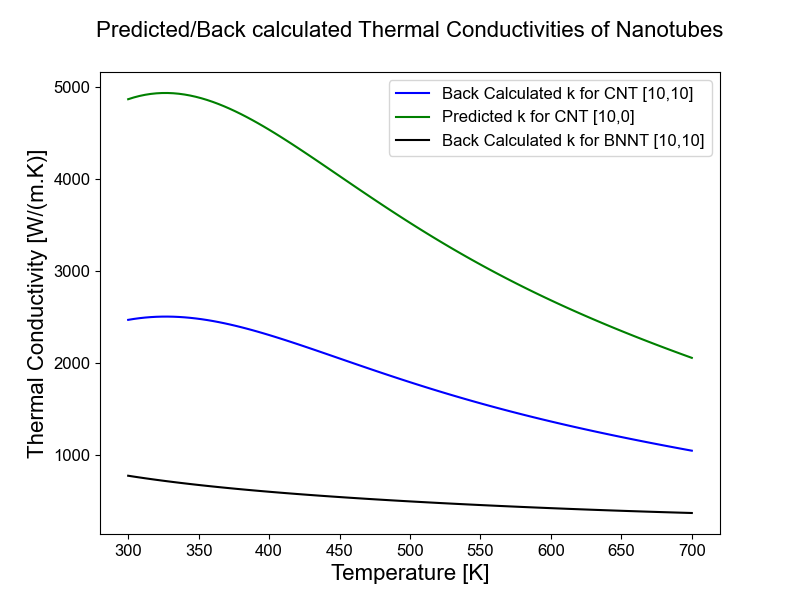 Predicted/Back calculated Thermal Conductivities of Nanotubes
Back Calculated k for CNT [10,10]
Predicted k for CNT [10,0]
Back Calculated k for BNNT [10,10]
Thermal Conductivity [W/(m.K)]
5000
4000
3000
2000
1000
300 350 400 450 500 550 600 650 700
Temperature [K]